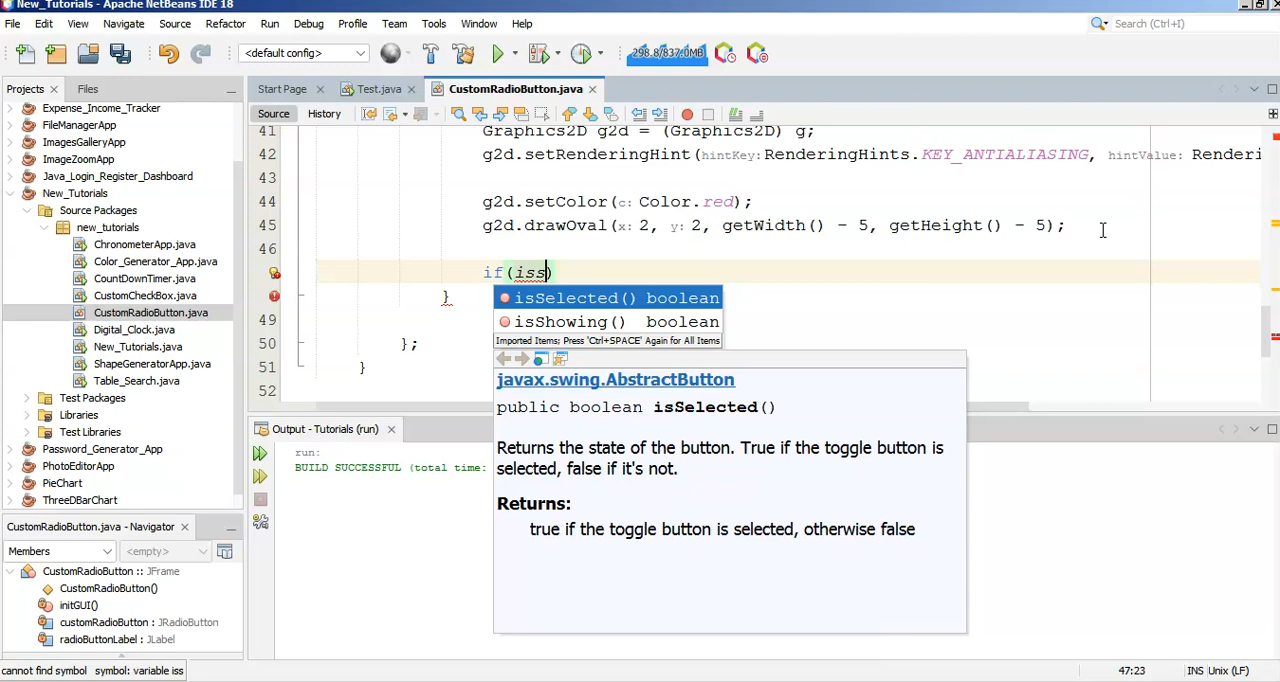 New_Tutorials - Apache NetBeans IDE 18
File Edit View Navigate Source Refactor Run Debug Profile Team Tools Window Help
Search (Ctrl+I)
<default config>
298.8/837.0MB
Projects Files
Start Page Test.java CustomRadioButton.java
Source History
Expense_Income_Tracker
FileManagerApp
ImagesGalleryApp
ImageZoomApp
Java_Login_Register_Dashboard
New_Tutorials
Source Packages
new_tutorials
ChronometerApp.java
Color_Generator_App.java
CountDownTimer.java
CustomCheckBox.java
CustomRadioButton.java
Digital_Clock.java
New_Tutorials.java
ShapeGeneratorApp.java
Table_Search.java
Test Packages
Libraries
Test Libraries
Password_Generator_App
PhotoEditorApp
PieChart
ThreeDBarChart
41 Graphics2D g2d = (Graphics2D) g;
42 g2d.setRenderingHint(hintKey:RenderingHints.KEY_ANTIALIASING, hintValue: Renderi
43
44 g2d.setColor(c:Color.red);
45 g2d.drawOval(x:2, y:2, getWidth() - 5, getHeight() - 5);
46
if(iss)
}
49
50 };
51 }
52
isSelected() boolean
isShowing() boolean
Imported Items; Press 'Ctrl+SPACE' Again for All Items
javax.swing.AbstractButton
public boolean isSelected()
Returns the state of the button. True if the toggle button is
selected, false if it's not.
Returns:
true if the toggle button is selected, otherwise false
Output - Tutorials (run)
run:
BUILD SUCCESSFUL (total time:
CustomRadioButton.java - Navigator
Members <empty>
CustomRadioButton :: JFrame
CustomRadioButton()
initGUI()
customRadioButton : JRadioButton
radioButtonLabel : JLabel
cannot find symbol symbol: variable iss
47:23 INS Unix (LF)